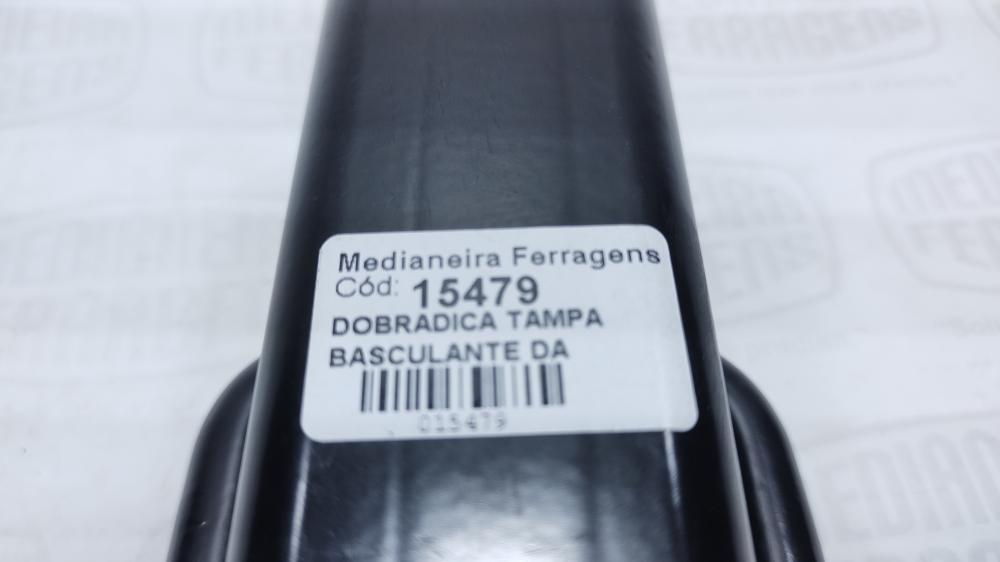 Medianeira Ferragens
Cód: 15479
DOBRADICA TAMPA
BASCULANTE DA
015479